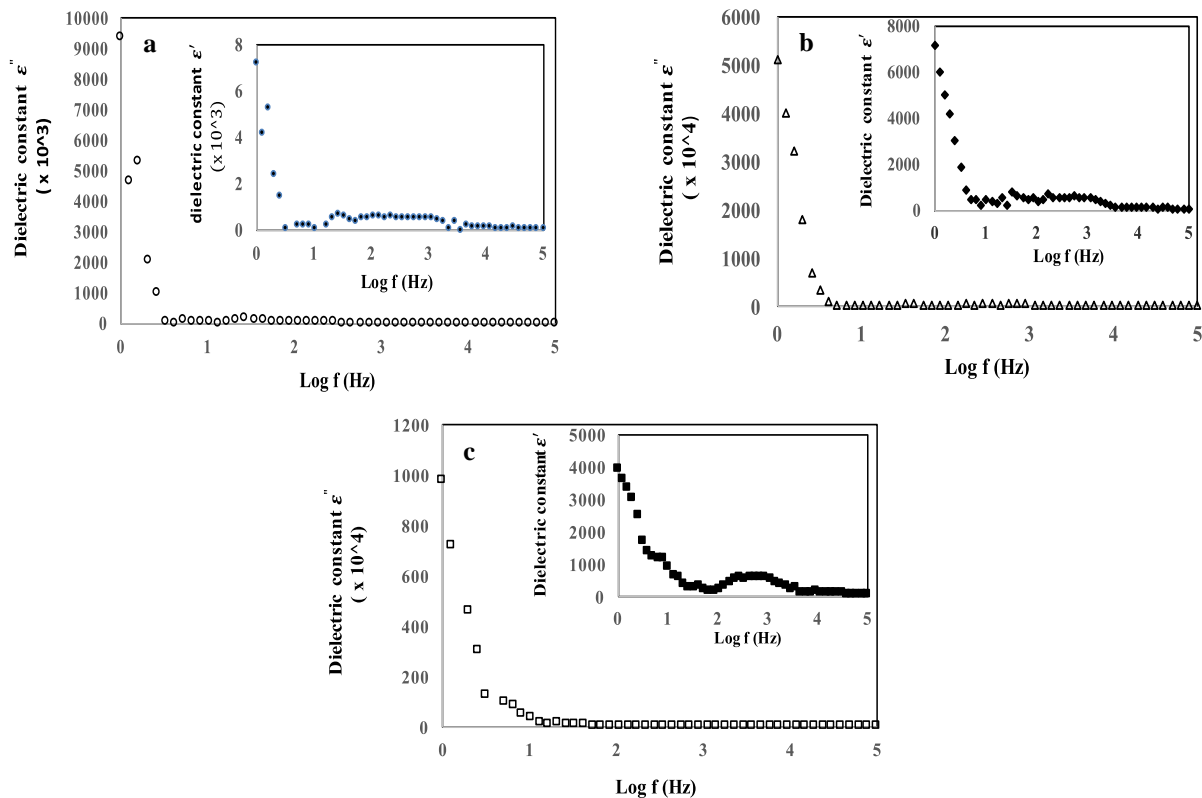 a
Dielectric constant ε"
( x 10^3)
10000
9000
8000
7000
6000
5000
4000
3000
2000
1000
0
0 1 2 3 4 5
Log f (Hz)
dielectric constant ε'
(x 10^3)
8
6
4
2
0
0 1 2 3 4 5
Log f (Hz)
b
Dielectric constant ε"
( x 10^4)
6000
5000
4000
3000
2000
1000
0
0 1 2 3 4 5
Log f (Hz)
Dielectric constant ε'
8000
6000
4000
2000
0
0 1 2 3 4 5
Log f (Hz)
c
Dielectric constant ε"
( x 10^4)
1200
1000
800
600
400
200
0
0 1 2 3 4 5
Log f (Hz)
Dielectric constant ε'
5000
4000
3000
2000
1000
0
0 1 2 3 4 5
Log f (Hz)